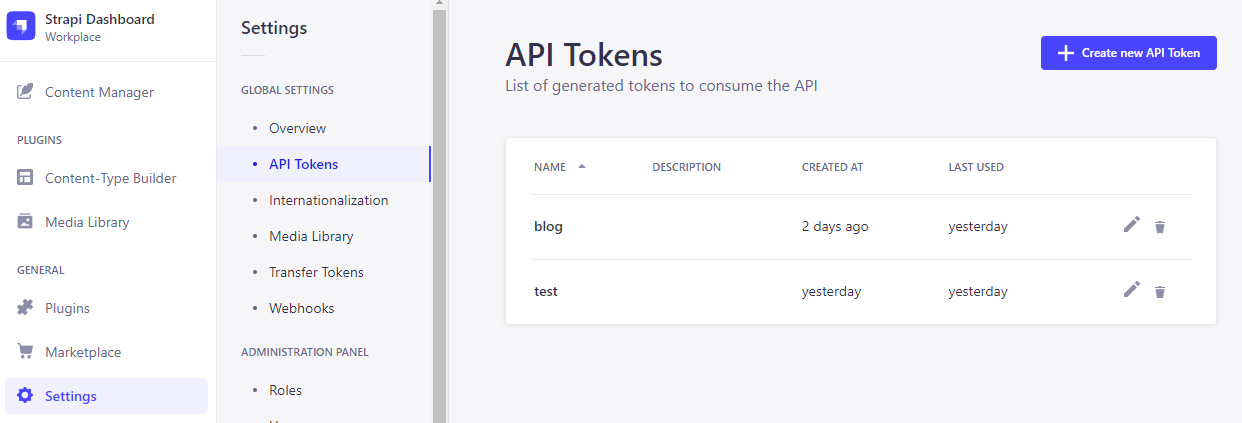 Strapi Dashboard
Workplace
Content Manager
PLUGINS
Content-Type Builder
Media Library
GENERAL
Plugins
Marketplace
Settings
Settings
GLOBAL SETTINGS
Overview
API Tokens
Internationalization
Media Library
Transfer Tokens
Webhooks
ADMINISTRATION PANEL
Roles
API Tokens
List of generated tokens to consume the API
Create new API Token
NAME DESCRIPTION CREATED AT LAST USED
blog 2 days ago yesterday
test yesterday yesterday